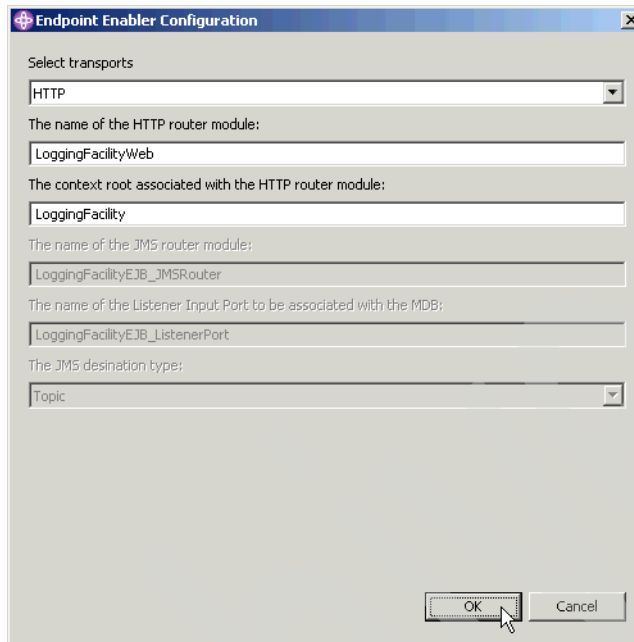 Endpoint Enabler Configuration
Select transports
HTTP
The name of the HTTP router module:
LoggingFacilityWeb
The context root associated with the HTTP router module:
LoggingFacility
The name of the JMS router module:
LoggingFacilityEJB_JMSRouter
The name of the Listener Input Port to be associated with the MDB:
LoggingFacilityEJB_ListenerPort
The JMS desination type:
Topic
OK Cancel